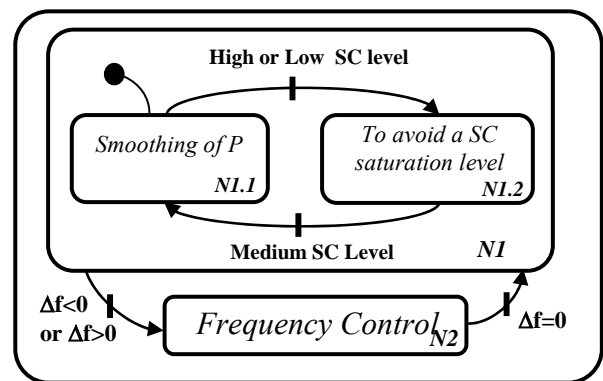 High or Low SC level
Smoothing of P
N1.1
To avoid a SC
saturation level
N1.2
Medium SC Level
N1
Δf<0
or Δf>0
Frequency Control
N2
Δf=0